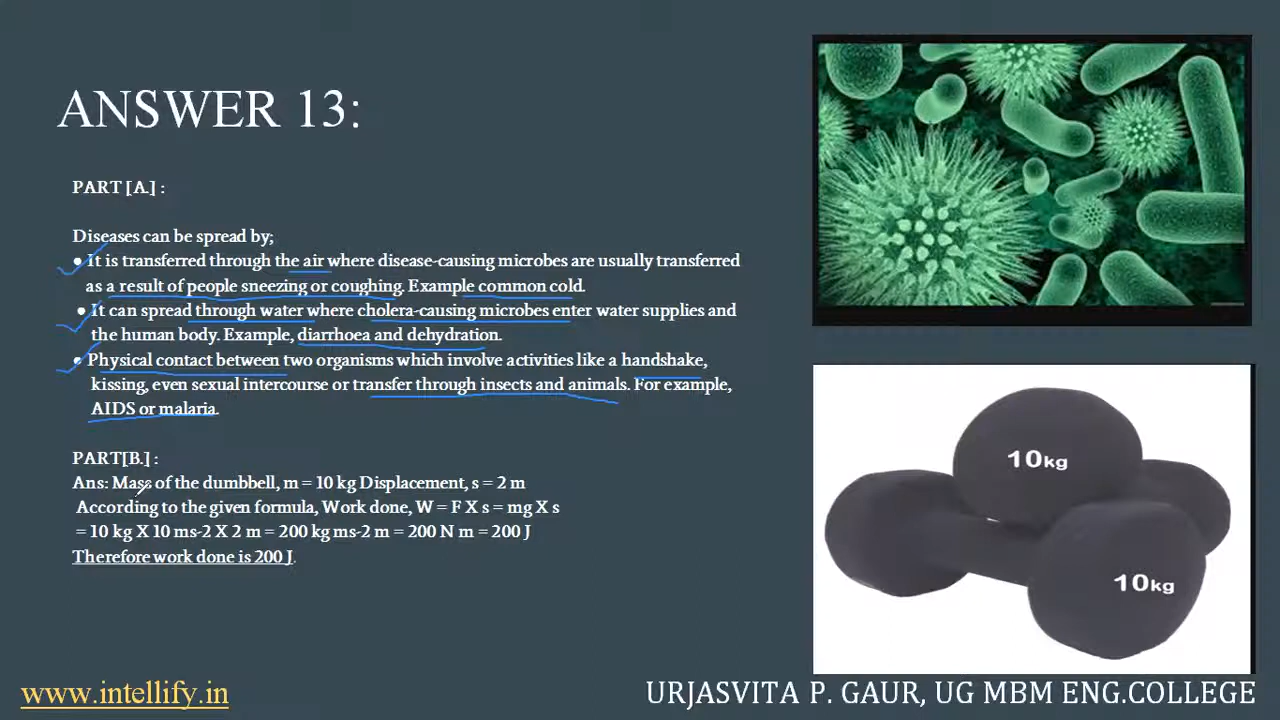 ANSWER 13:
PART [A.] :
Diseases can be spread by;
● It is transferred through the air where disease-causing microbes are usually transferred
as a result of people sneezing or coughing. Example common cold.
● It can spread through water where cholera-causing microbes enter water supplies and
the human body. Example, diarrhoea and dehydration.
● Physical contact between two organisms which involve activities like a handshake,
kissing, even sexual intercourse or transfer through insects and animals. For example,
AIDS or malaria.
PART[B.] :
Ans: Mass of the dumbbell, m = 10 kg Displacement, s = 2 m
According to the given formula, Work done, W = F X s = mg X s
= 10 kg X 10 ms-2 X 2 m = 200 kg ms-2 m = 200 N m = 200 J
Therefore work done is 200 J.
10kg
10kg
www.intellify.in
URJASVITA P. GAUR, UG MBM ENG.COLLEGE